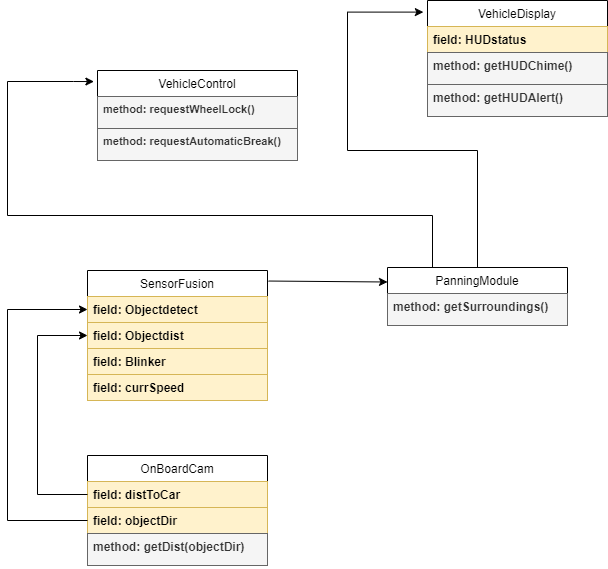 VehicleDisplay
field: HUDstatus
method: getHUDChime()
method: getHUDAlert()
VehicleControl
method: requestWheelLock()
method: requestAutomaticBreak()
SensorFusion
field: Objectdetect
field: Objectdist
field: Blinker
field: currSpeed
PanningModule
method: getSurroundings()
OnBoardCam
field: distToCar
field: objectDir
method: getDist(objectDir)